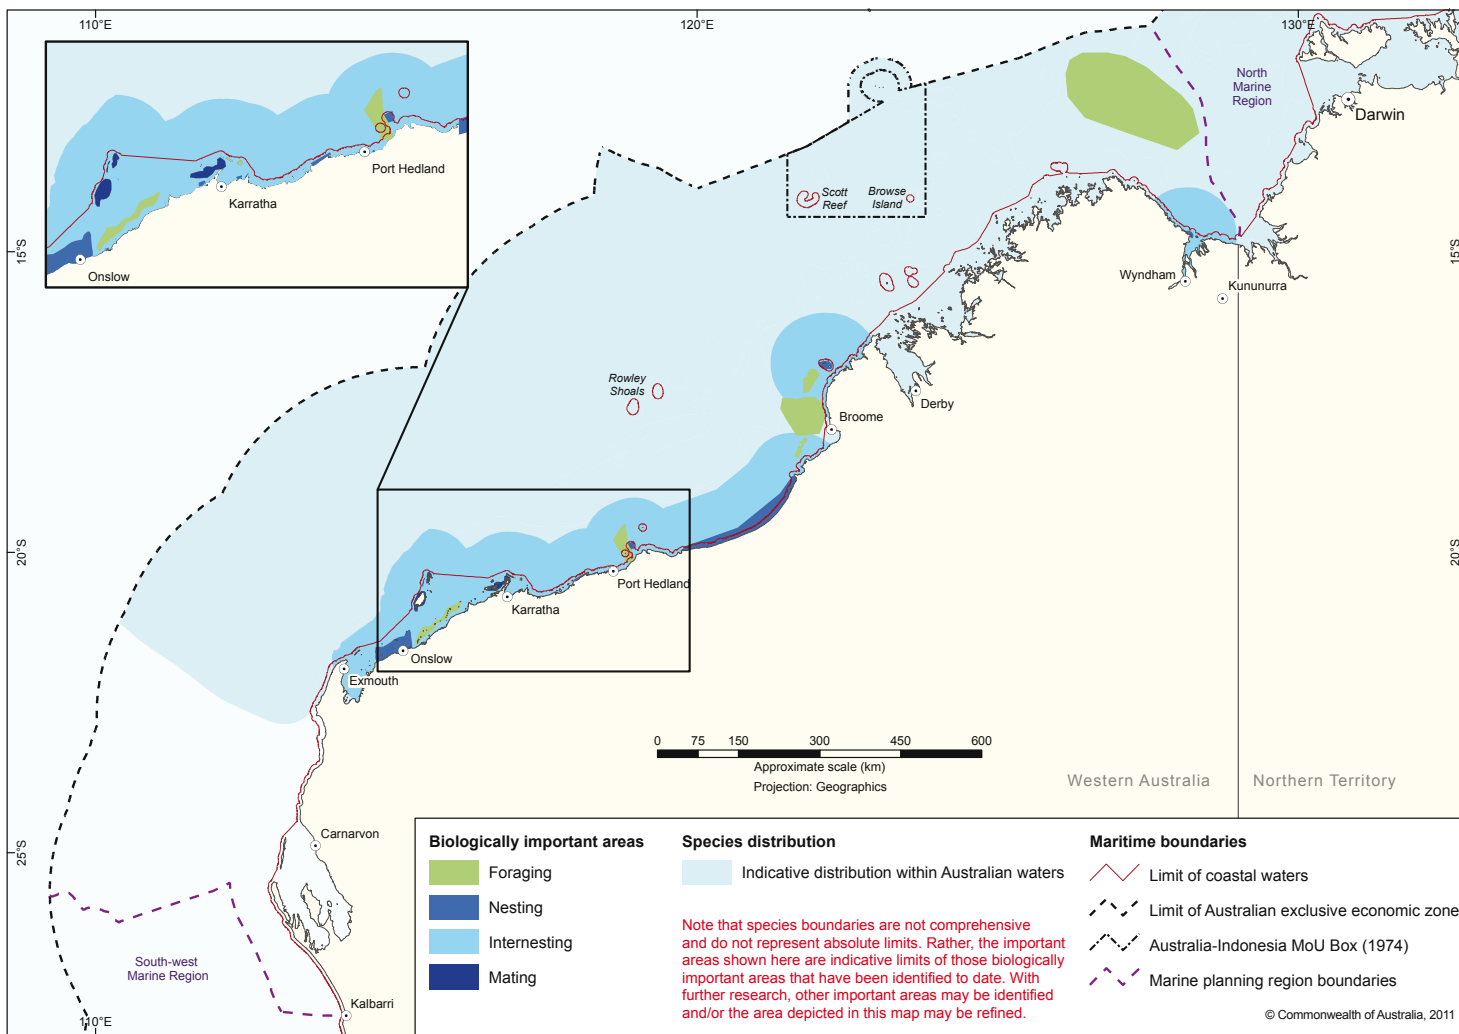 110°E
120°E
130°E
North
Marine
Region
Darwin
Port Hedland
Karratha
Onslow
Scott
Reef
Browse
Island
15°S
15°S
Wyndham
Kununurra
Rowley
Shoals
Derby
Broome
20°S
20°S
Port Hedland
Karratha
Onslow
Exmouth
0 75 150 300 450 600
Approximate scale (km)
Projection: Geographics
Western Australia
Northern Territory
Carnarvon
25°S
South-west
Marine Region
Kalbarri
110°E
Biologically important areas
Foraging
Nesting
Internesting
Mating
Species distribution
Indicative distribution within Australian waters
Note that species boundaries are not comprehensive
and do not represent absolute limits. Rather, the important
areas shown here are indicative limits of those biologically
important areas that have been identified to date. With
further research, other important areas may be identified
and/or the area depicted in this map may be refined.
Maritime boundaries
Limit of coastal waters
Limit of Australian exclusive economic zone
Australia-Indonesia MoU Box (1974)
Marine planning region boundaries
© Commonwealth of Australia, 2011